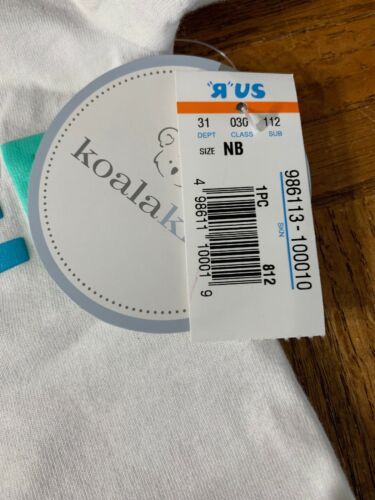 "R"US
31 030 112
DEPT CLASS SUB
SIZE NB
986113-100010
SKN
1PC
812
4 98611 10001 9
koalak